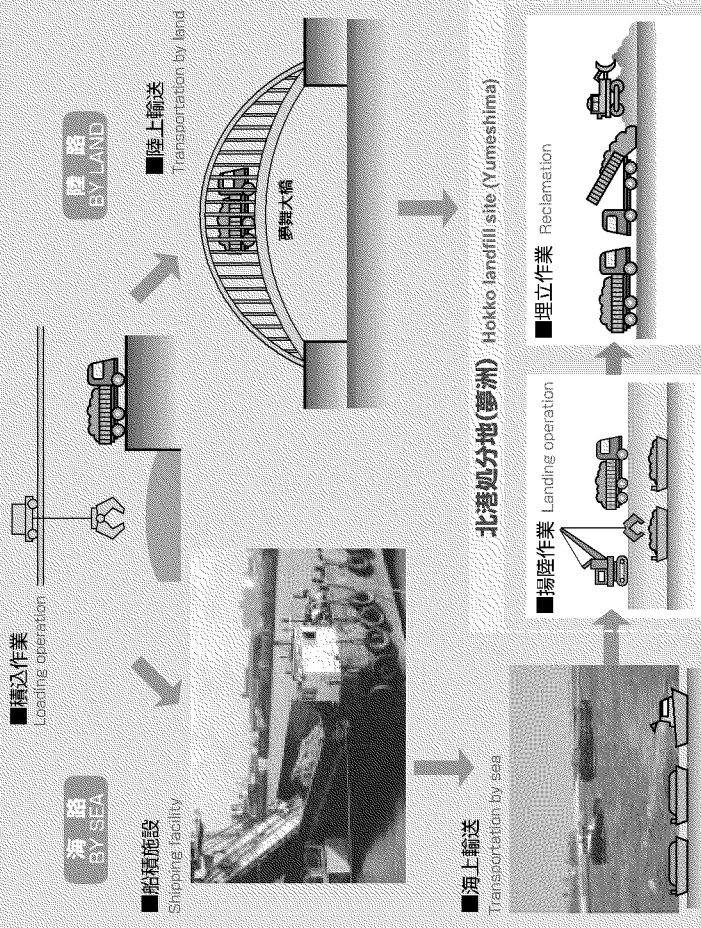 ■積込作業
Loading operation
海 路
BY SEA
陸 路
BY LAND
■船積施設
Shipping facility
■陸上輸送
Transportation by land
夢舞大橋
■海上輸送
Transportation by sea
北港処分地(夢洲) Hokko landfill site (Yumeshima)
■揚陸作業 Landing operation
■埋立作業 Reclamation